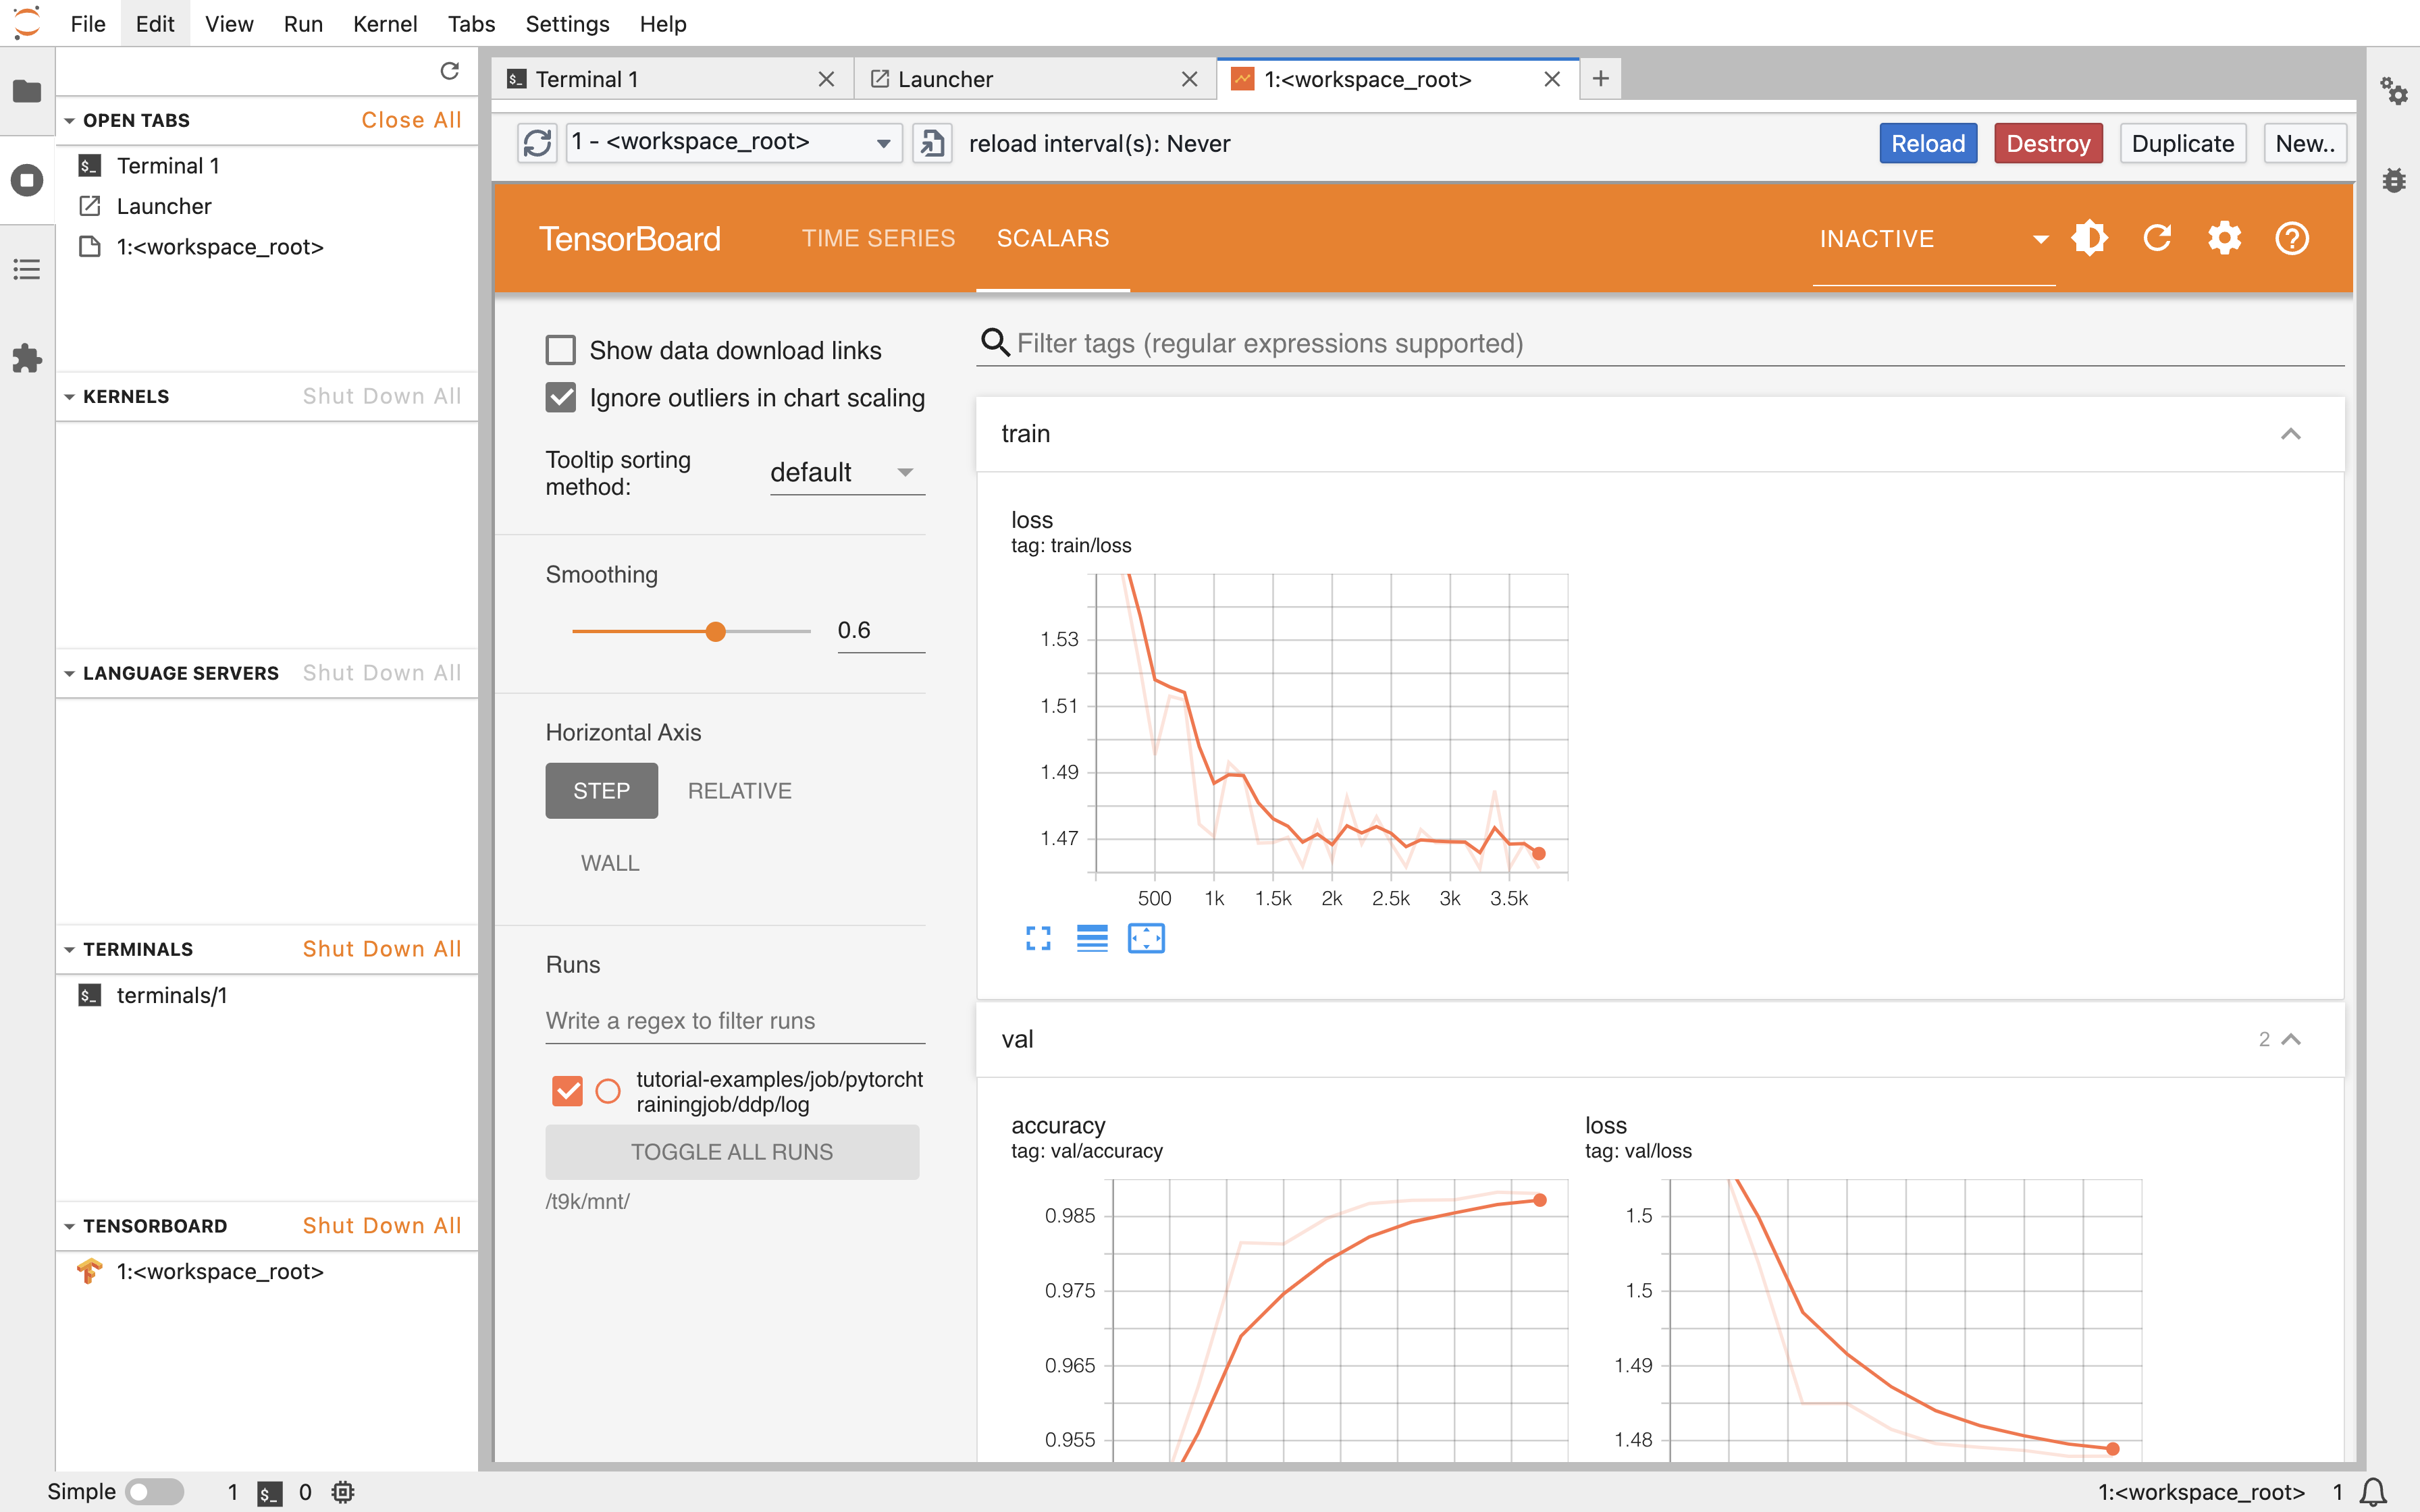 File Edit View Run Kernel Tabs Settings Help
OPEN TABS Close All
Terminal 1
Launcher
1:<workspace_root>
KERNELS Shut Down All
LANGUAGE SERVERS Shut Down All
TERMINALS Shut Down All
terminals/1
TENSORBOARD Shut Down All
1:<workspace_root>
Terminal 1 Launcher 1:<workspace_root>
1 - <workspace_root> reload interval(s): Never Reload Destroy Duplicate New..
TensorBoard TIME SERIES SCALARS INACTIVE
Show data download links
Ignore outliers in chart scaling
Tooltip sorting
method:
default
Smoothing
0.6
Horizontal Axis
STEP RELATIVE
WALL
Runs
Write a regex to filter runs
tutorial-examples/job/pytorcht
rainingjob/ddp/log
TOGGLE ALL RUNS
/t9k/mnt/
Filter tags (regular expressions supported)
train
loss
tag: train/loss
1.53
1.51
1.49
1.47
500 1k 1.5k 2k 2.5k 3k 3.5k
val 2
accuracy
tag: val/accuracy
0.985
0.975
0.965
0.955
loss
tag: val/loss
1.5
1.5
1.49
1.48
Simple 1 $_ 0 1:<workspace_root> 1